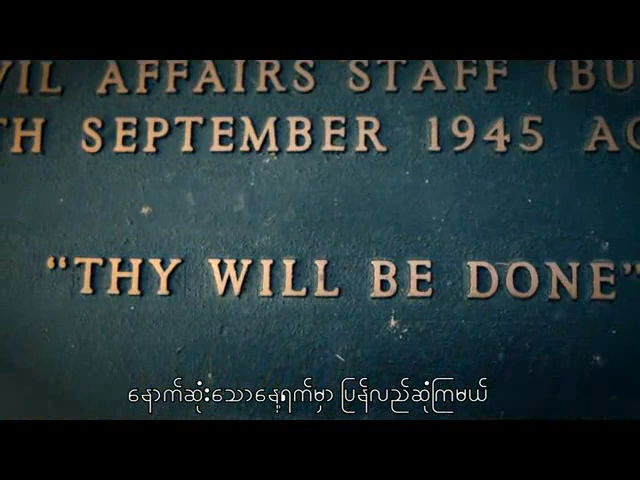 VIL AFFAIRS STAFF (BU
TH SEPTEMBER 1945 AG
"THY WILL BE DONE"
နောက်ဆုံးသောနေ့ရက်မှာ ပြန်လည်ဆုံကြမယ်